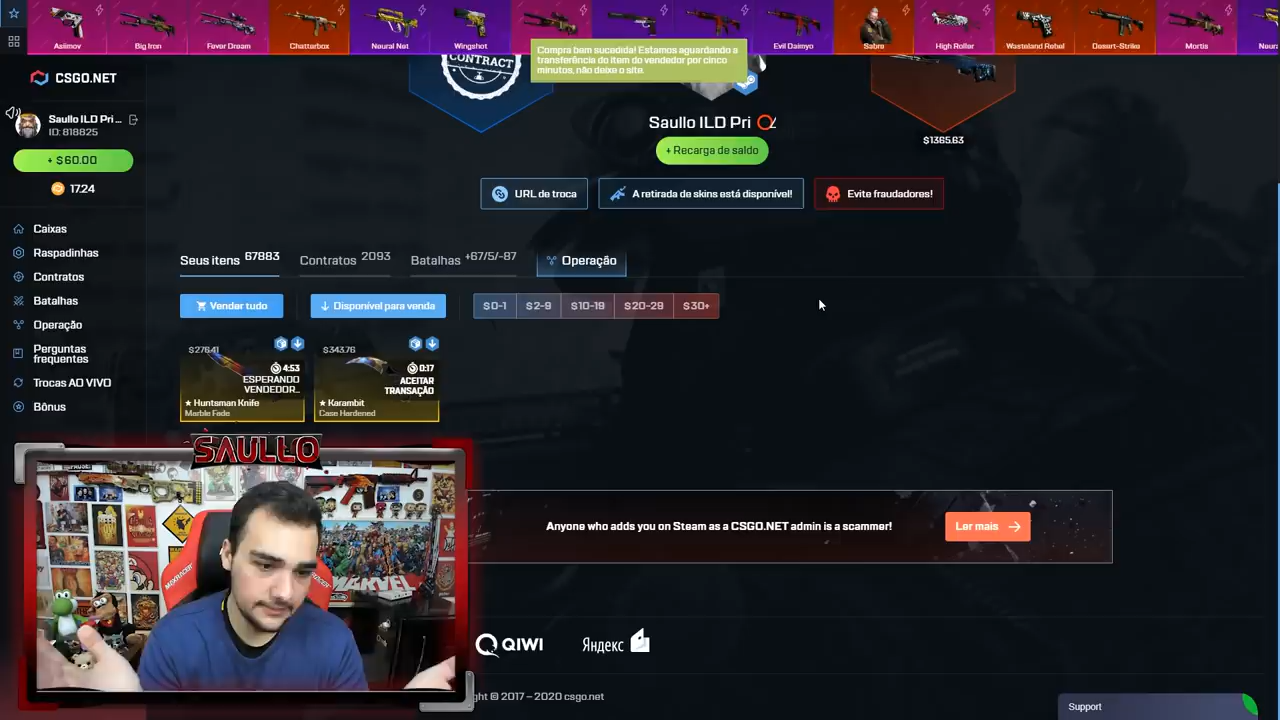 Asiimov
Big Iron
Fever Dream
Chatterbox
Neural Net
Wingshot
Evil Daimyo
Sabre
High Roller
Wasteland Rebel
Desert-Strike
Mortis
Compra bem sucedida! Estamos aguardando a
transferência do item do vendedor por cinco
minutos, não deixe o site.
CONTRACT
CSGO.NET
Saullo ILD Pri ...
ID: 818825
+ $60.00
17.24
Caixas
Raspadinhas
Contratos
Batalhas
Operação
Perguntas
frequentes
Trocas AO VIVO
Bônus
Saullo ILD Pri
$1365.63
+ Recarga de saldo
URL de troca
A retirada de skins está disponível!
Evite fraudadores!
Seus itens 67883
Contratos 2093
Batalhas +67/5/-87
Operação
Vender tudo
Disponível para venda
$0-1
$2-9
$10-19
$20-29
$30+
$276.41
4:53
ESPERANDO
VENDEDOR...
★ Huntsman Knife
Marble Fade
$343.76
0:17
ACEITAR
TRANSAÇÃO
★ Karambit
Case Hardened
SAULLO
MARVEL
MAXRACER
Anyone who adds you on Steam as a CSGO.NET admin is a scammer!
Ler mais
QIWI
Яндекс
ght © 2017 – 2020 csgo.net
Support